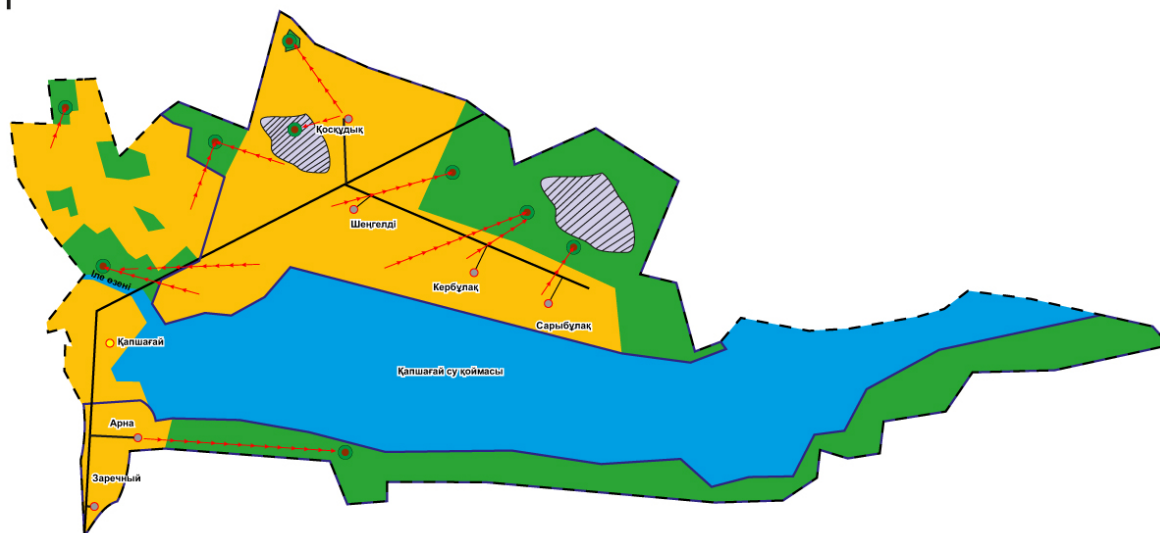 Қосқұдық
Шеңгелді
Іле өзені
Кербұлақ
Сарыбұлақ
Қапшағай
Қапшағай су қоймасы
Арна
Заречный